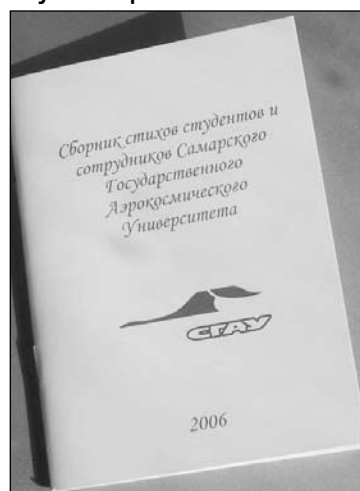 Сборник стихов студентов и
сотрудников Самарского
Государственного
Аэрокосмического
Университета
СГАУ
2006